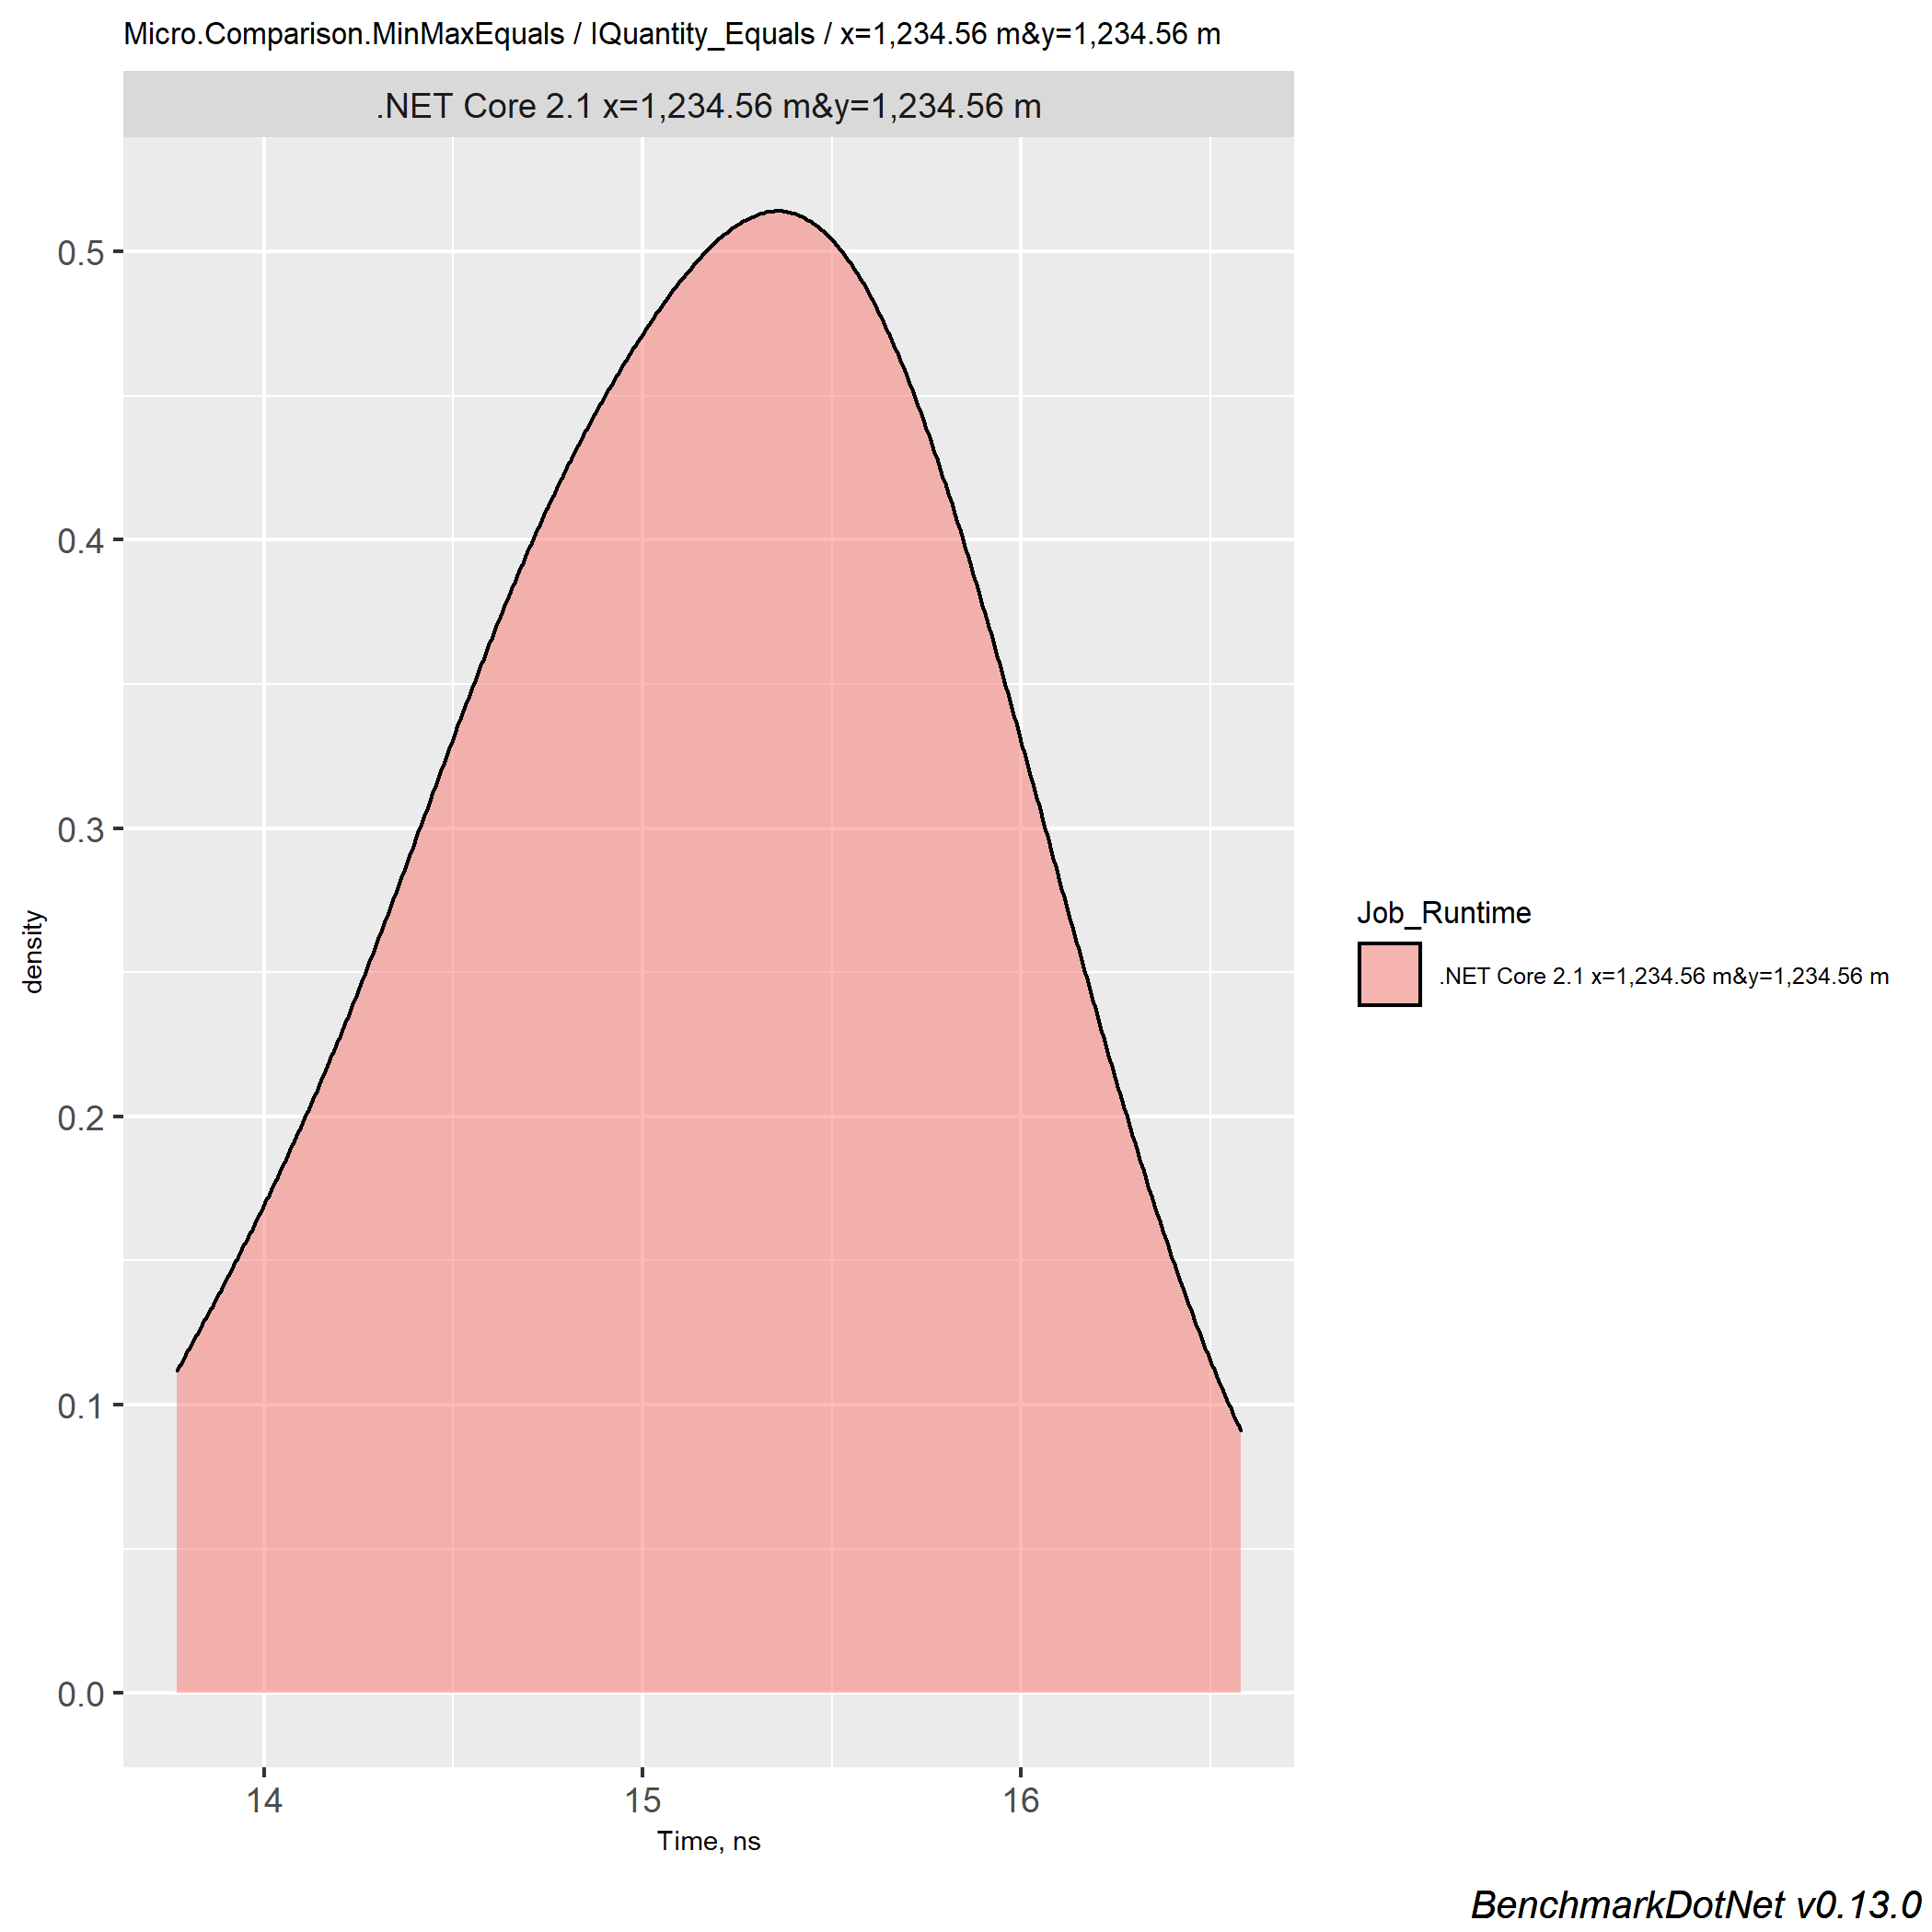 Micro.Comparison.MinMaxEquals / IQuantity_Equals / x=1,234.56 m&y=1,234.56 m
.NET Core 2.1 x=1,234.56 m&y=1,234.56 m
0.5
0.4
0.3
0.2
0.1
0.0
density
14 15 16
Time, ns
Job_Runtime
.NET Core 2.1 x=1,234.56 m&y=1,234.56 m
BenchmarkDotNet v0.13.0